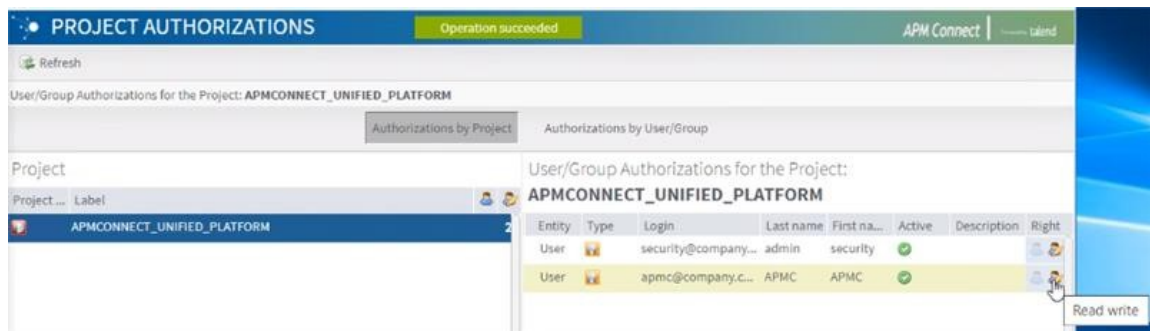 PROJECT AUTHORIZATIONS Operation succeeded APM Connect talend
Refresh
User/Group Authorizations for the Project: APMCONNECT_UNIFIED_PLATFORM
Authorizations by Project Authorizations by User/Group
Project
Project ... Label
APMCONNECT_UNIFIED_PLATFORM 2
User/Group Authorizations for the Project:
APMCONNECT_UNIFIED_PLATFORM
Entity Type Login Last name First na... Active Description Right
User security@company... admin security
User apmc@company.c... APMC APMC
Read write